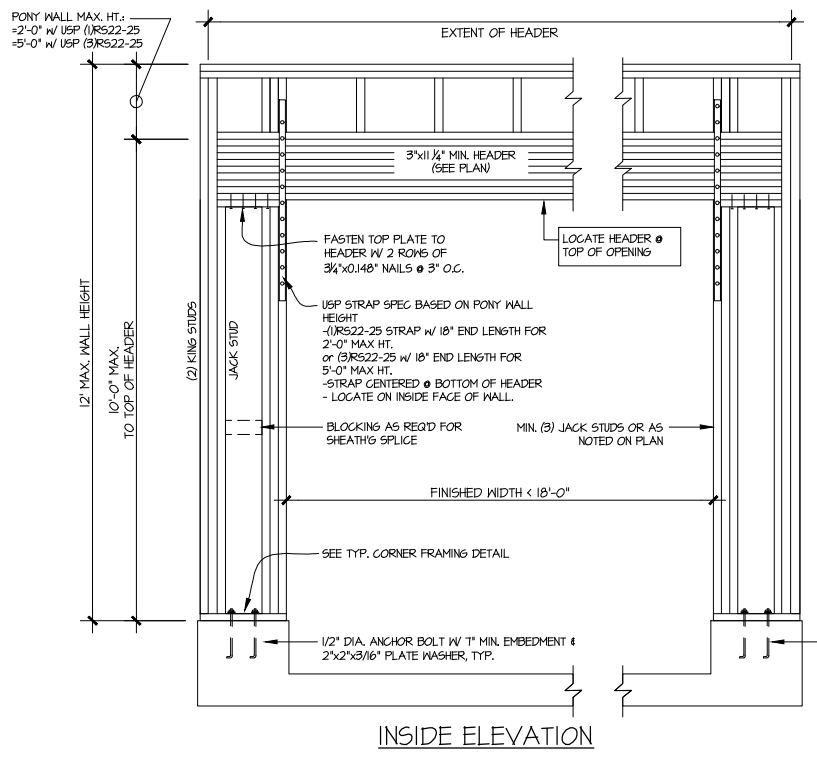 PONY WALL MAX. HT.:
=2'-0" W/ USP (1)RS22-25
=5'-0" W/ USP (3)RS22-25
EXTENT OF HEADER
3"x11 1/4" MIN. HEADER
(SEE PLAN)
FASTEN TOP PLATE TO
HEADER W/ 2 ROWS OF
3 1/4"x0.148" NAILS @ 3" O.C.
LOCATE HEADER @
TOP OF OPENING
12' MAX. WALL HEIGHT
10'-0" MAX.
TO TOP OF HEADER
(2) KING STUDS
JACK STUD
USP STRAP SPEC BASED ON PONY WALL
HEIGHT
-(1)RS22-25 STRAP W/ 18" END LENGTH FOR
2'-0" MAX HT.
or (3)RS22-25 W/ 18" END LENGTH FOR
5'-0" MAX HT.
-STRAP CENTERED @ BOTTOM OF HEADER
- LOCATE ON INSIDE FACE OF WALL.
BLOCKING AS REQ'D FOR
SHEATH'G SPLICE
MIN. (3) JACK STUDS OR AS
NOTED ON PLAN
FINISHED WIDTH < 18'-0"
SEE TYP. CORNER FRAMING DETAIL
1/2" DIA. ANCHOR BOLT W/ 7" MIN. EMBEDMENT &
2"x2"x3/16" PLATE WASHER, TYP.
INSIDE ELEVATION